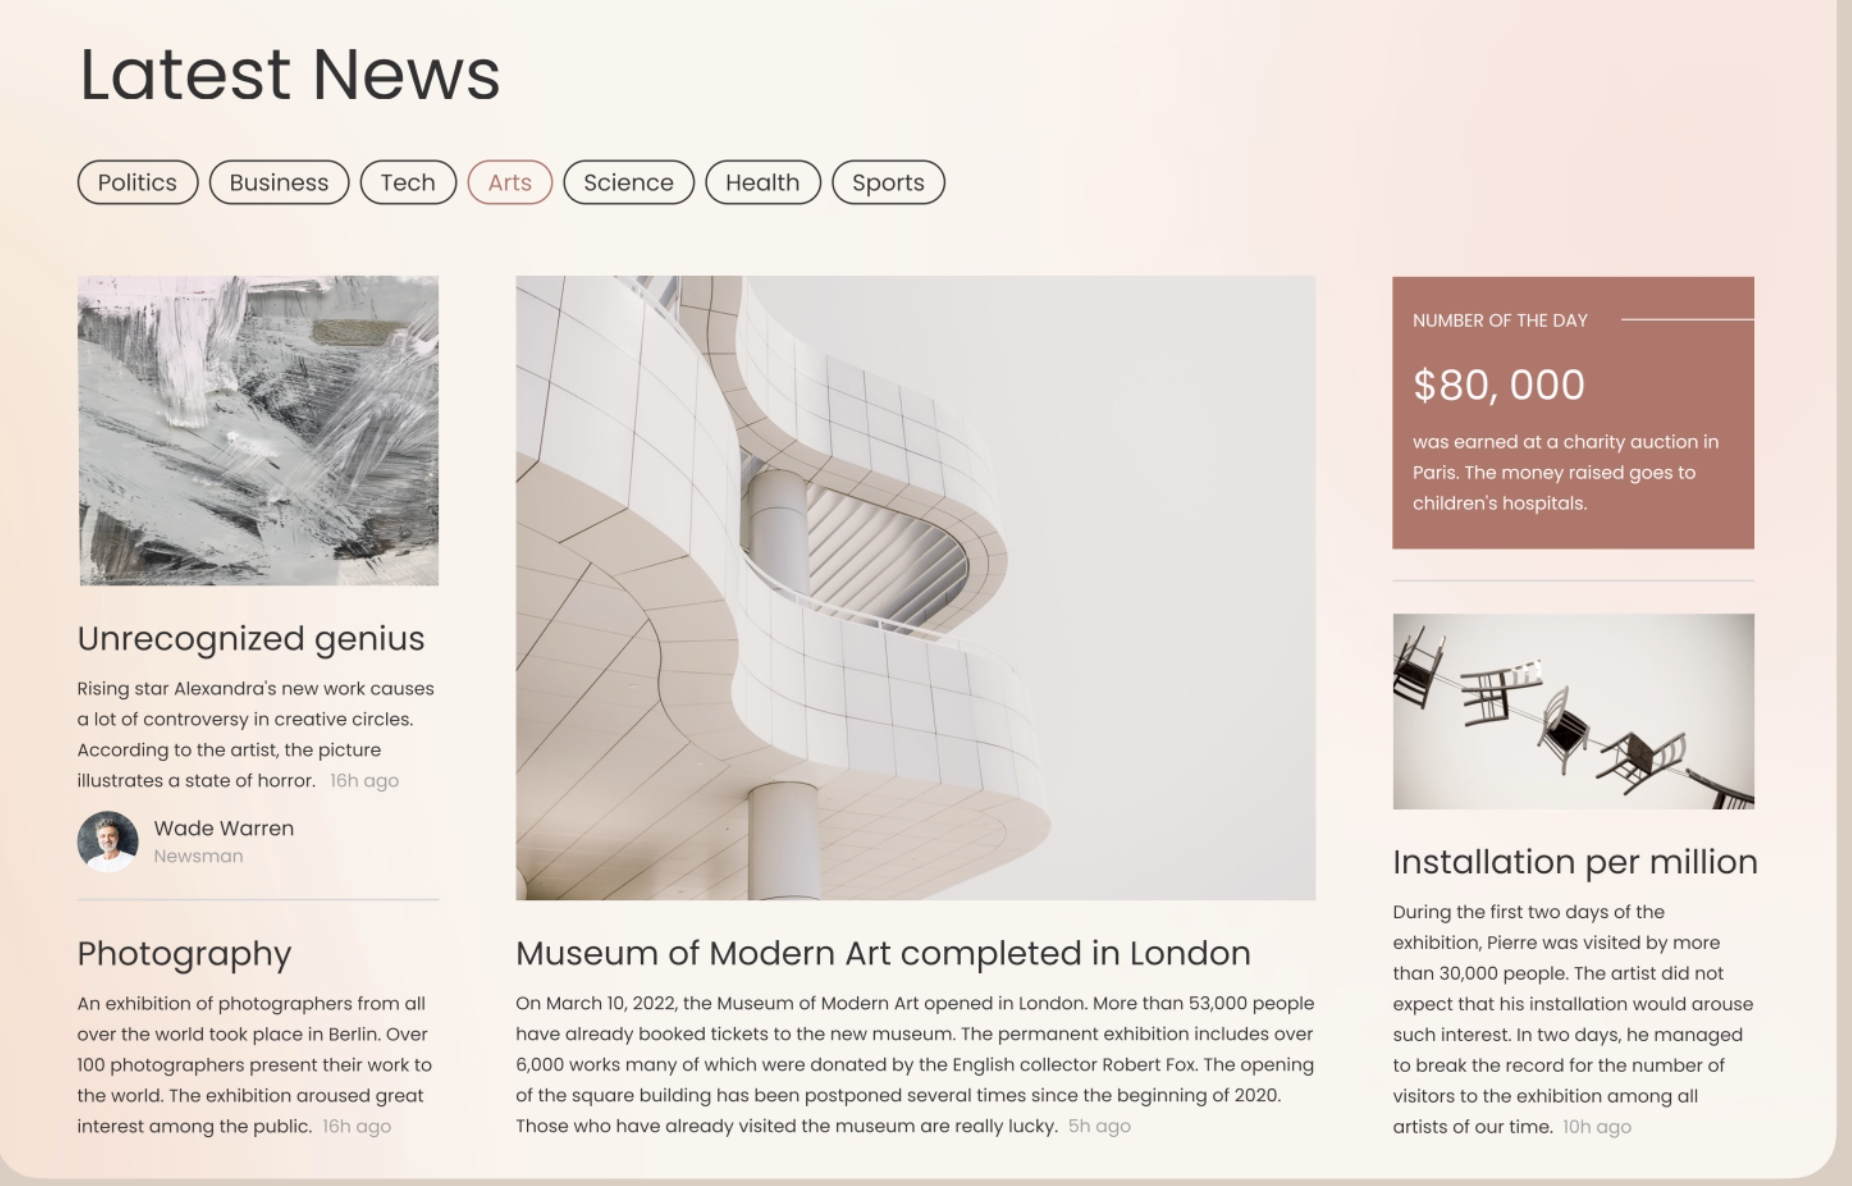 Latest News
Politics
Business
Tech
Arts
Science
Health
Sports
Unrecognized genius
Rising star Alexandra's new work causes
a lot of controversy in creative circles.
According to the artist, the picture
illustrates a state of horror. 16h ago
Wade Warren
Newsman
Photography
An exhibition of photographers from all
over the world took place in Berlin. Over
100 photographers present their work to
the world. The exhibition aroused great
interest among the public. 16h ago
Museum of Modern Art completed in London
On March 10, 2022, the Museum of Modern Art opened in London. More than 53,000 people
have already booked tickets to the new museum. The permanent exhibition includes over
6,000 works many of which were donated by the English collector Robert Fox. The opening
of the square building has been postponed several times since the beginning of 2020.
Those who have already visited the museum are really lucky. 5h ago
NUMBER OF THE DAY
$80, 000
was earned at a charity auction in
Paris. The money raised goes to
children's hospitals.
Installation per million
During the first two days of the
exhibition, Pierre was visited by more
than 30,000 people. The artist did not
expect that his installation would arouse
such interest. In two days, he managed
to break the record for the number of
visitors to the exhibition among all
artists of our time. 10h ago